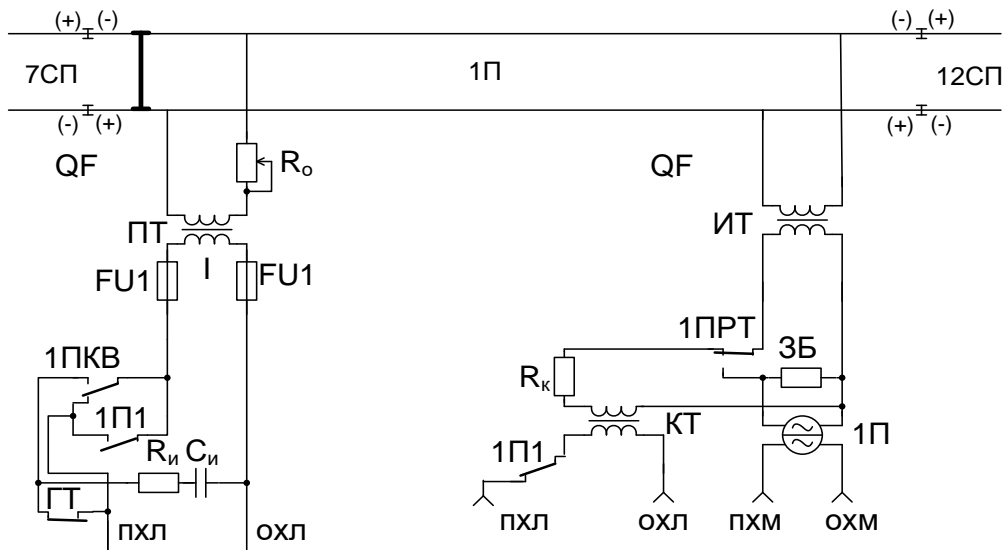 (+) (-)
(-) (+)
7СП
1П
12СП
(-) (+)
(+) (-)
QF
Rо
QF
ПТ
ИТ
FU1
I
FU1
1ПРТ
ЗБ
1ПКВ
Rк
1П1
КТ
1П
Rи
Cи
1П1
ГТ
пхл
охл
пхл
охл
пхм
охм